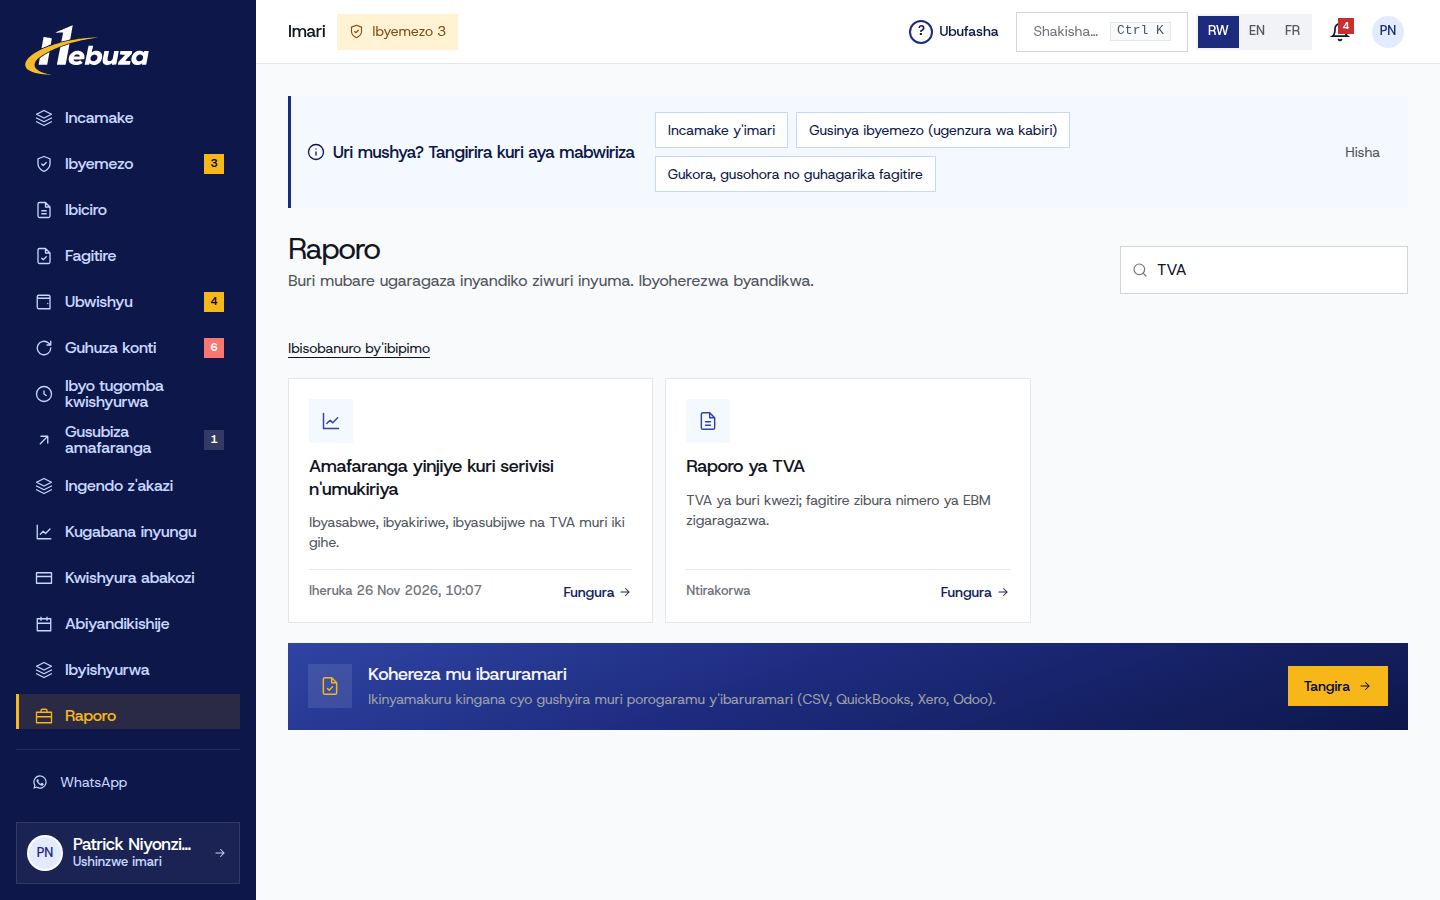 Hebuza
Incamake
Ibyemezo 3
Ibiciro
Fagitire
Ubwishyu 4
Guhuza konti 6
Ibyo tugomba
kwishyurwa
Gusubiza
amafaranga 1
Ingendo z'akazi
Kugabana inyungu
Kwishyura abakozi
Abiyandikishije
Ibyishyurwa
Raporo
WhatsApp
PN
Patrick Niyonzi...
Ushinzwe imari
Imari
Ibyemezo 3
? Ubufasha
Shakisha... Ctrl K
RW EN FR
4
PN
Uri mushya? Tangirira kuri aya mabwiriza
Incamake y'imari
Gusinya ibyemezo (ugenzura wa kabiri)
Gukora, gusohora no guhagarika fagitire
Hisha
Raporo
Buri mubare ugaragaza inyandiko ziwuri inyuma. Ibyoherezwa byandikwa.
TVA
Ibisobanuro by'ibipimo
Amafaranga yinjiye kuri serivisi
n'umukiriya
Ibyasabwe, ibyakiriwe, ibyasubijwe na TVA muri iki
gihe.
Iheruka 26 Nov 2026, 10:07
Fungura
Raporo ya TVA
TVA ya buri kwezi; fagitire zibura nimero ya EBM
zigaragazwa.
Ntirakorwa
Fungura
Kohereza mu ibaruramari
Ikinyamakuru kingana cyo gushyira muri porogaramu y'ibaruramari (CSV, QuickBooks, Xero, Odoo).
Tangira